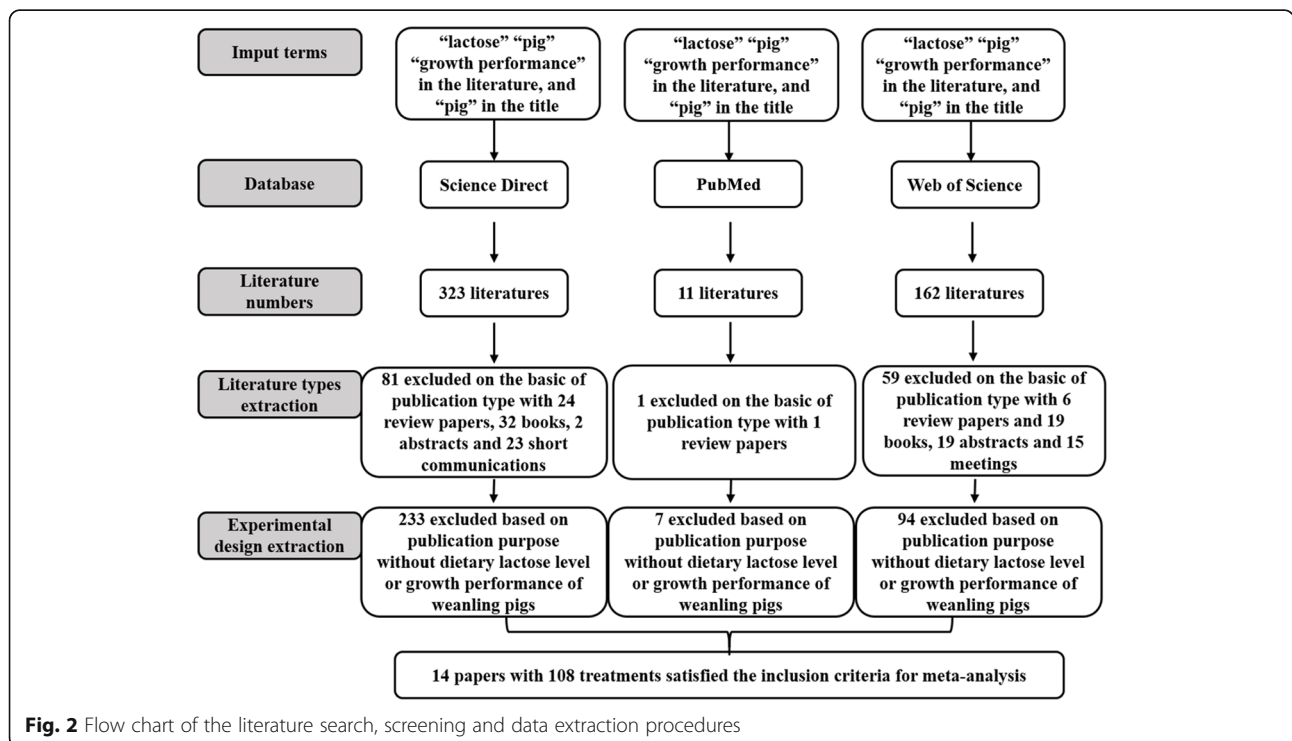 Imput terms
"lactose" "pig"
"growth performance"
in the literature, and
"pig" in the title
"lactose" "pig"
"growth performance"
in the literature, and
"pig" in the title
"lactose" "pig"
"growth performance"
in the literature, and
"pig" in the title
Database
Science Direct
PubMed
Web of Science
Literature
numbers
323 literatures
11 literatures
162 literatures
Literature types
extraction
81 excluded on the basic of
publication type with 24
review papers, 32 books, 2
abstracts and 23 short
communications
1 excluded on the basic of
publication type with 1
review papers
59 excluded on the basic of
publication type with 6
review papers and 19
books, 19 abstracts and 15
meetings
Experimental
design extraction
233 excluded based on
publication purpose
without dietary lactose level
or growth performance of
weanling pigs
7 excluded based on
publication purpose
without dietary lactose level
or growth performance of
weanling pigs
94 excluded based on
publication purpose
without dietary lactose level
or growth performance of
weanling pigs
14 papers with 108 treatments satisfied the inclusion criteria for meta-analysis
Fig. 2 Flow chart of the literature search, screening and data extraction procedures